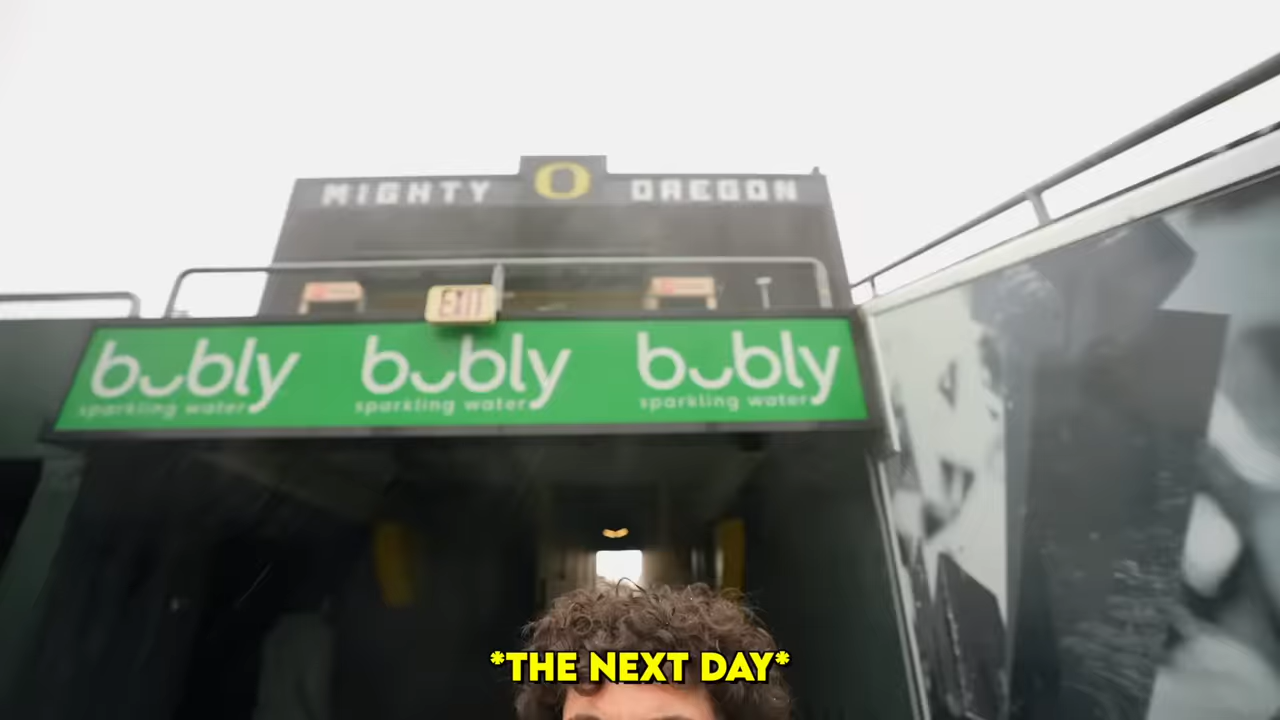 MIGHTY O OREGON
EXIT
bubly bubly bubly
sparkling water sparkling water sparkling water
*THE NEXT DAY*